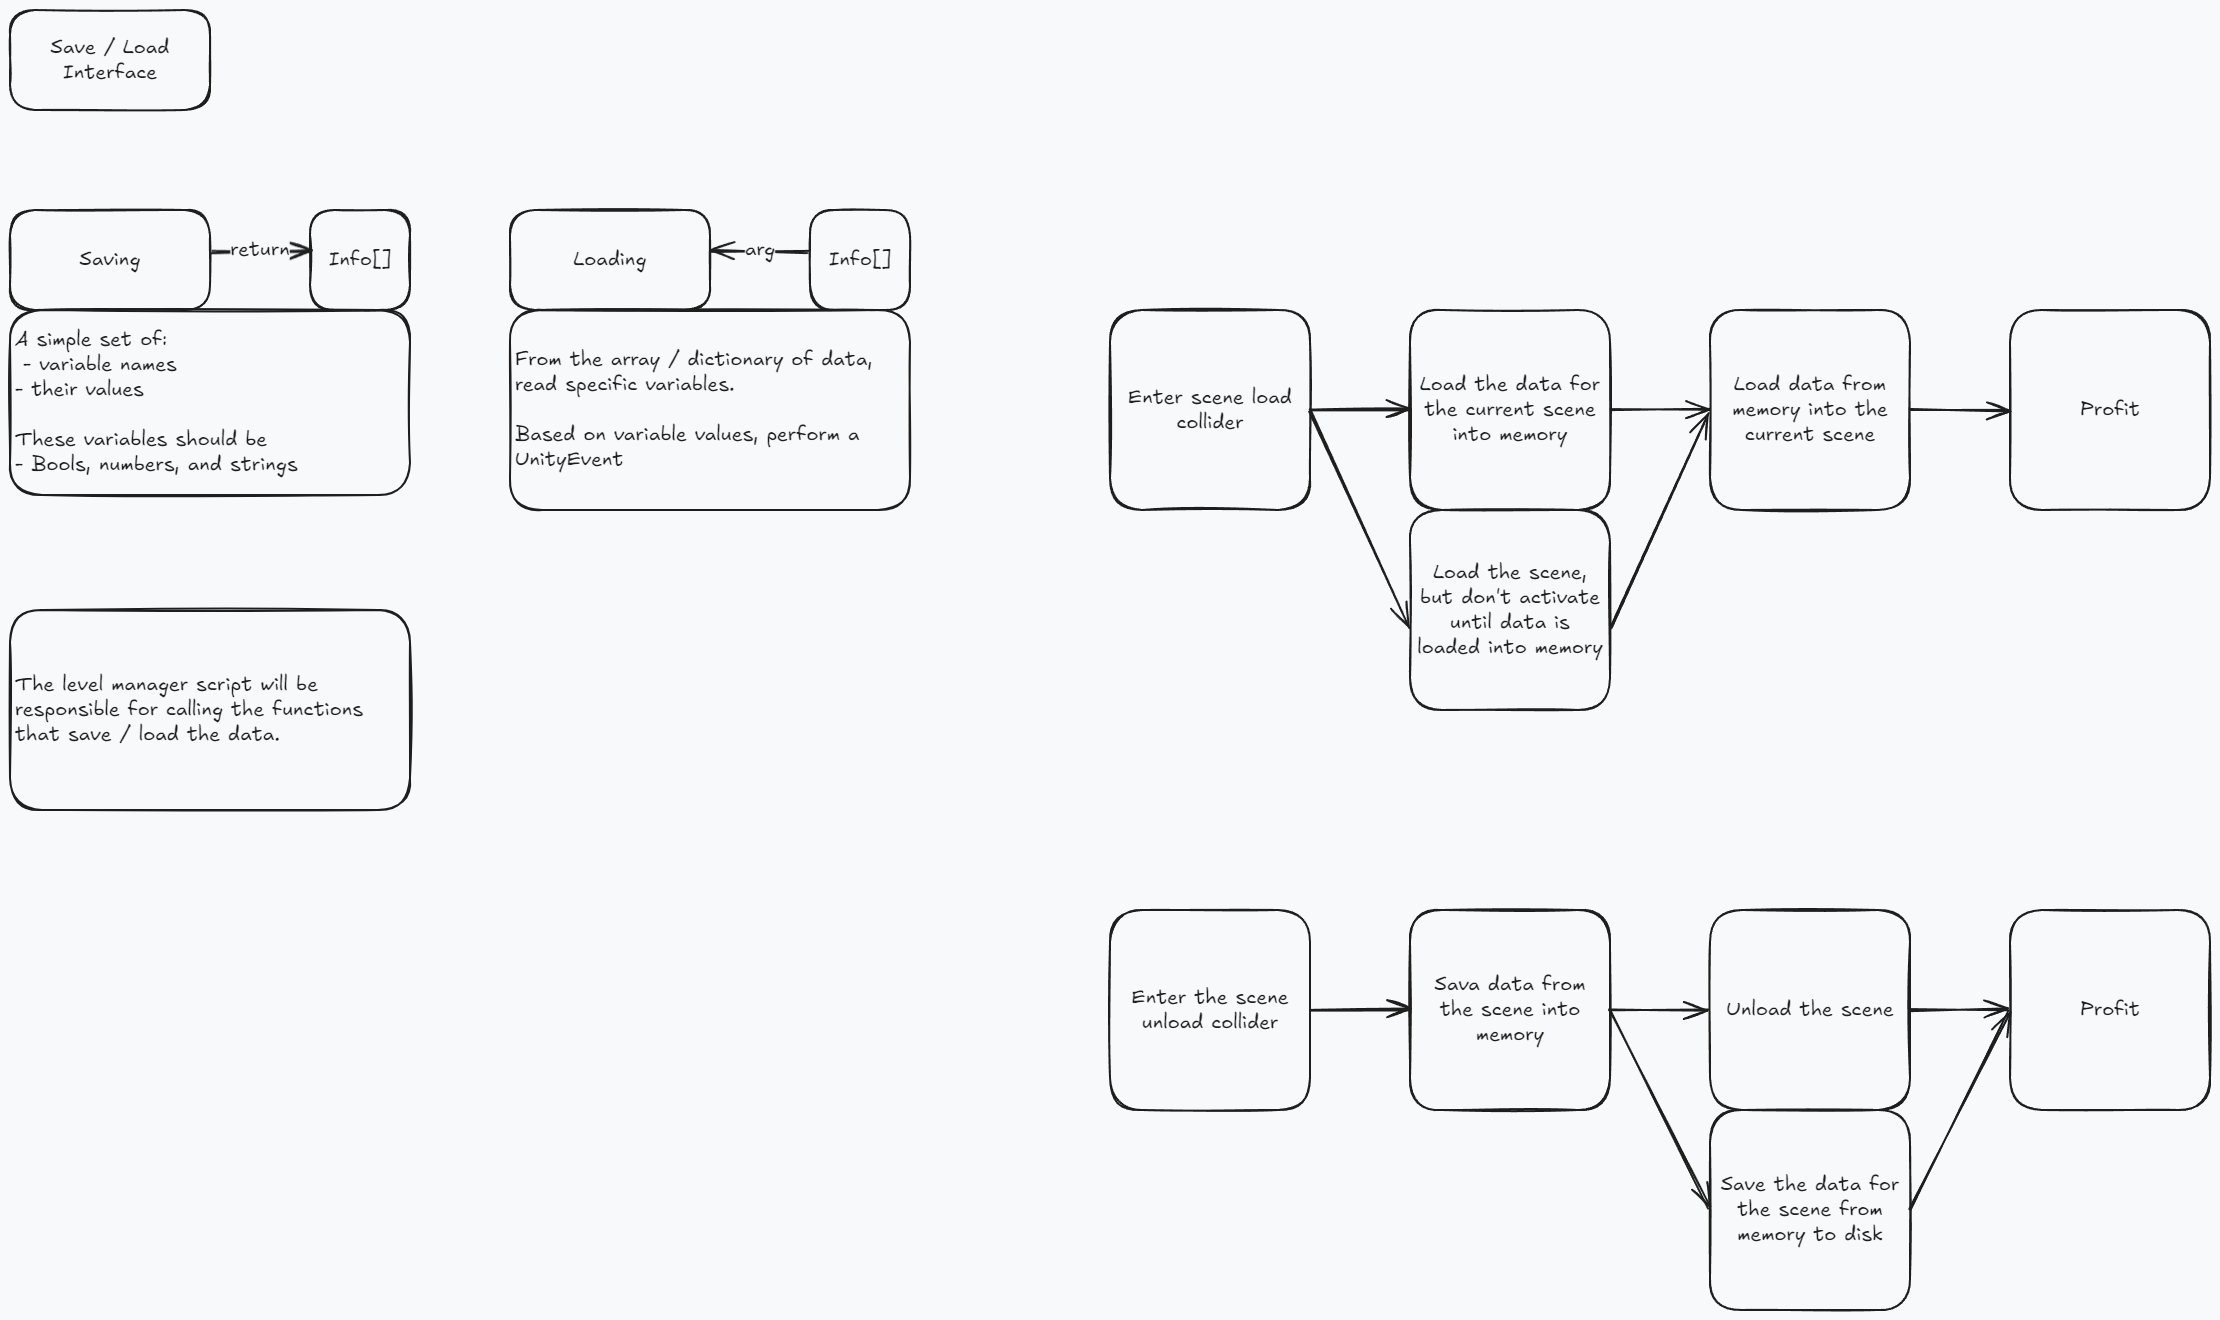 Save / Load
Interface
Saving
return
Info[]
A simple set of:
- variable names
- their values
These variables should be
- Bools, numbers, and strings
Loading
arg
Info[]
From the array / dictionary of data,
read specific variables.
Based on variable values, perform a
UnityEvent
The level manager script will be
responsible for calling the functions
that save / load the data.
Enter scene load
collider
Load the data for
the current scene
into memory
Load the scene,
but don't activate
until data is
loaded into memory
Load data from
memory into the
current scene
Profit
Enter the scene
unload collider
Sava data from
the scene into
memory
Unload the scene
Save the data for
the scene from
memory to disk
Profit